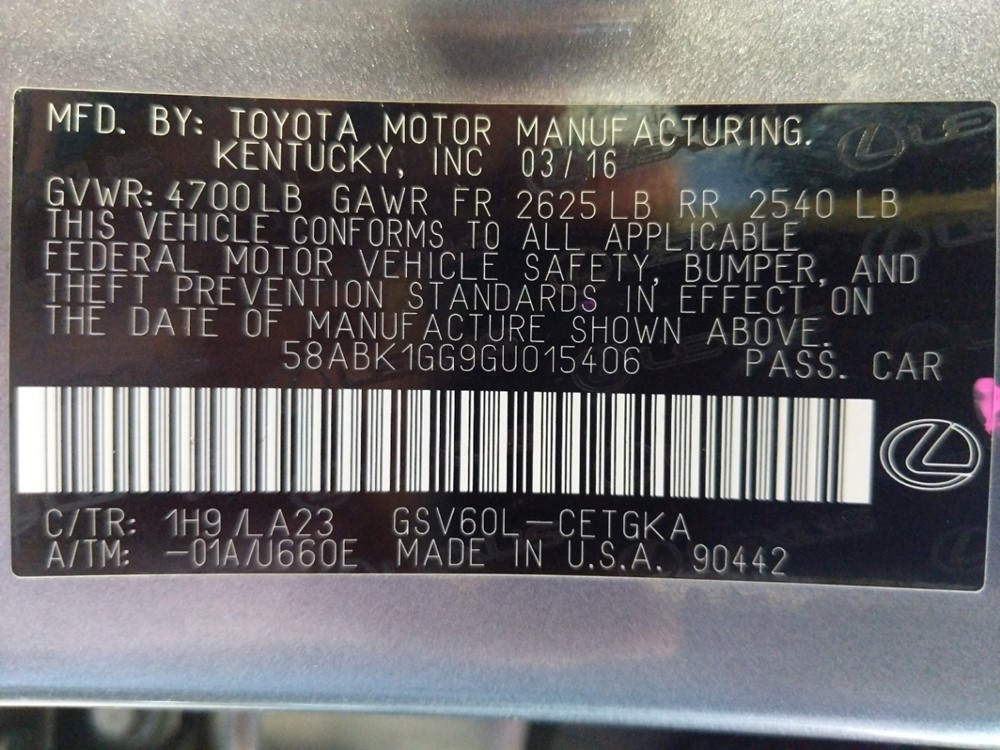 MFD. BY: TOYOTA MOTOR MANUFACTURING.
KENTUCKY, INC 03/16
GVWR: 4700LB GAWR FR 2625LB RR 2540 LB
THIS VEHICLE CONFORMS TO ALL APPLICABLE
FEDERAL MOTOR VEHICLE SAFETY, BUMPER, AND
THEFT PREVENTION STANDARDS IN EFFECT ON
THE DATE OF MANUFACTURE SHOWN ABOVE.
58ABK1GG9GU015406 PASS. CAR
C/TR: 1H9/LA23 GSV60L-CETGKA
A/TM: -01A/U660E MADE IN U.S.A. 90442